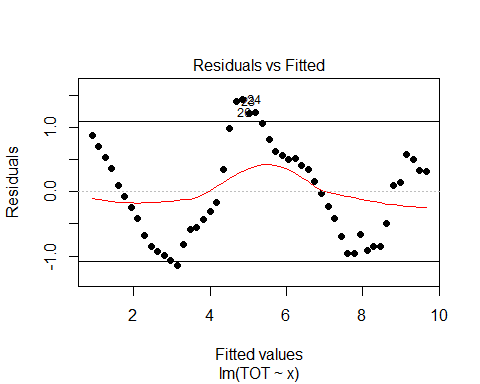 Residuals vs Fitted
Residuals
1.0
0.0
-1.0
24
2 4 6 8 10
Fitted values
lm(TOT ~ x)